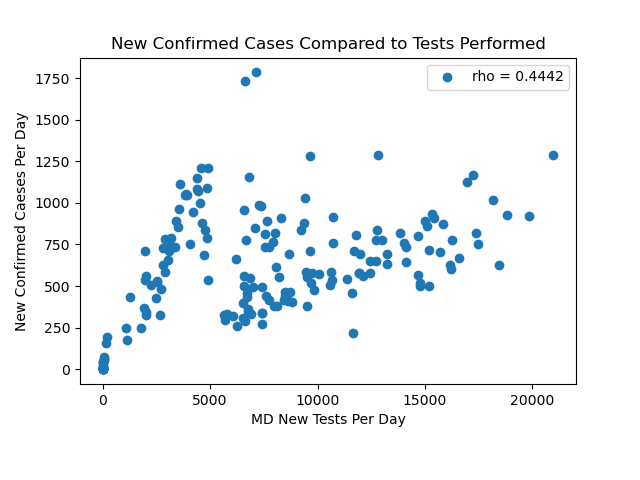 New Confirmed Cases Compared to Tests Performed
rho = 0.4442
New Confirmed Caeses Per Day
1750
1500
1250
1000
750
500
250
0
0 5000 10000 15000 20000
MD New Tests Per Day